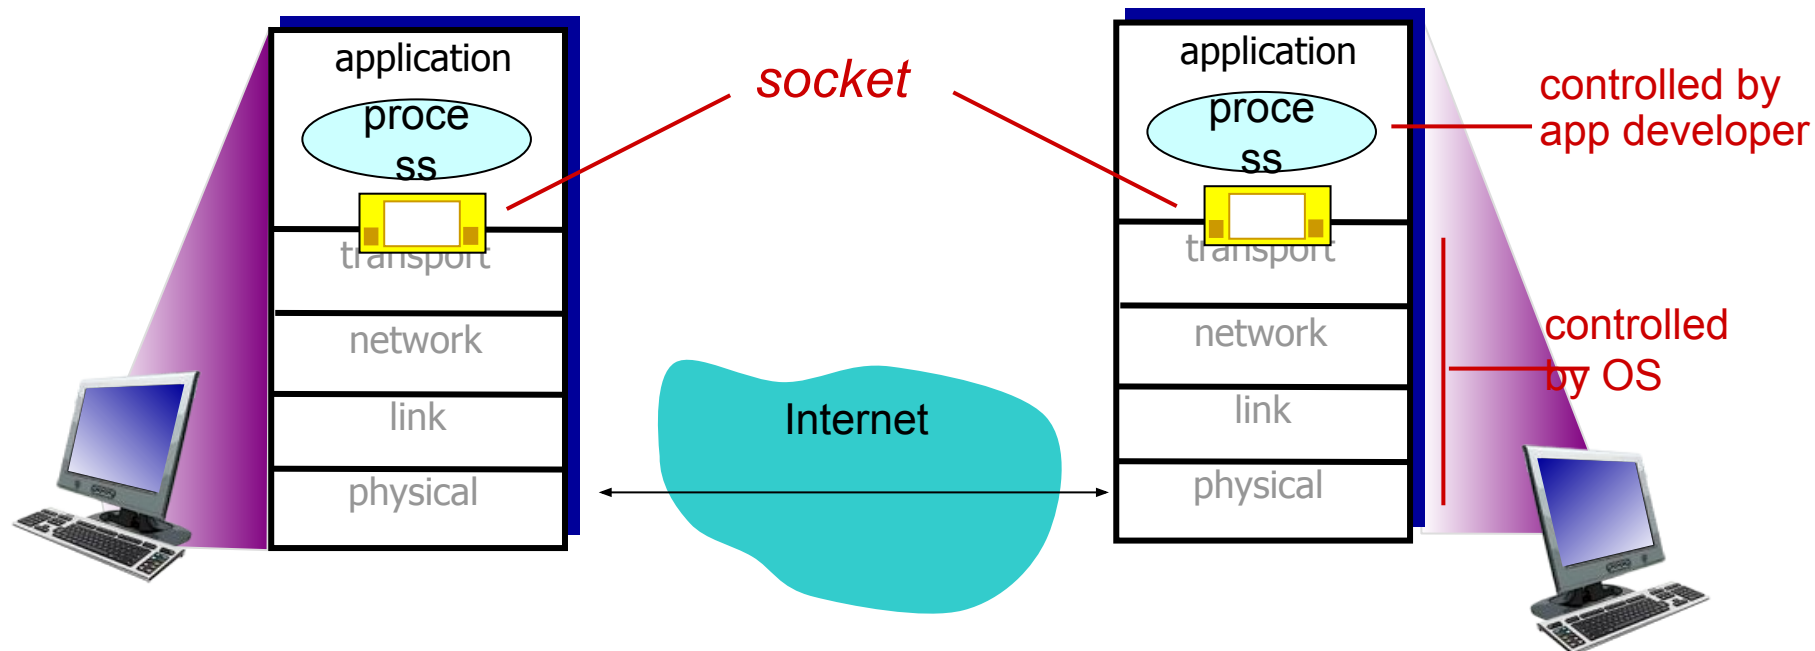 application
proce
ss
transport
network
link
physical
socket
Internet
application
proce
ss
transport
network
link
physical
controlled by
app developer
controlled
by OS